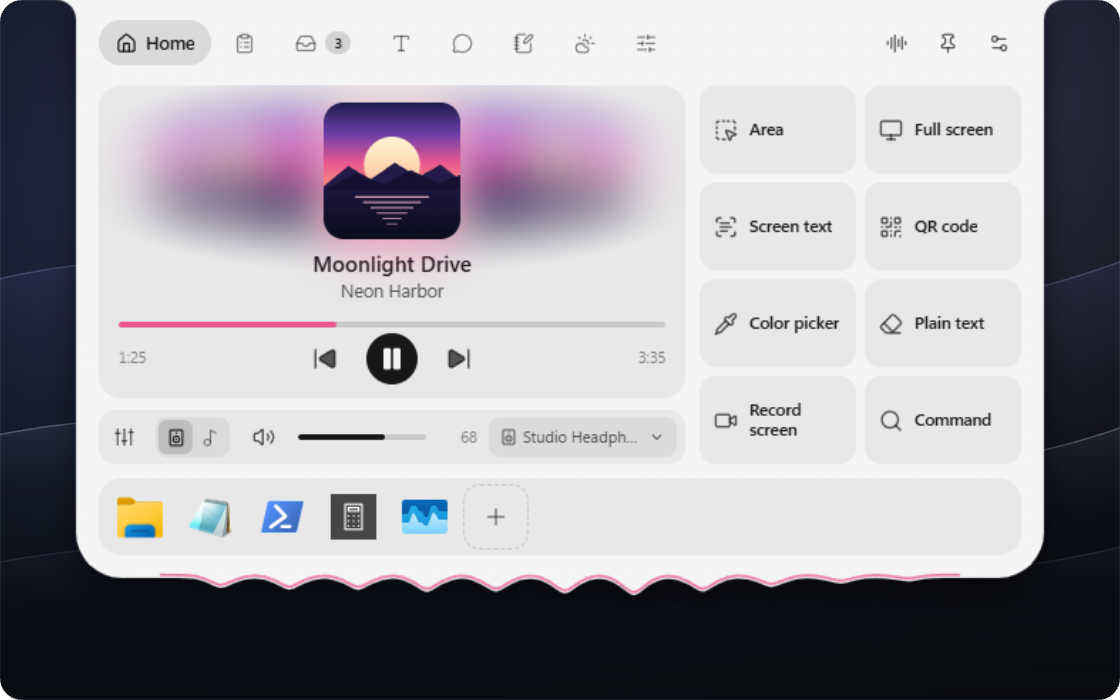 Home
3
Moonlight Drive
Neon Harbor
1:25
3:35
68
Studio Headph...
Area
Full screen
Screen text
QR code
Color picker
Plain text
Record
screen
Command